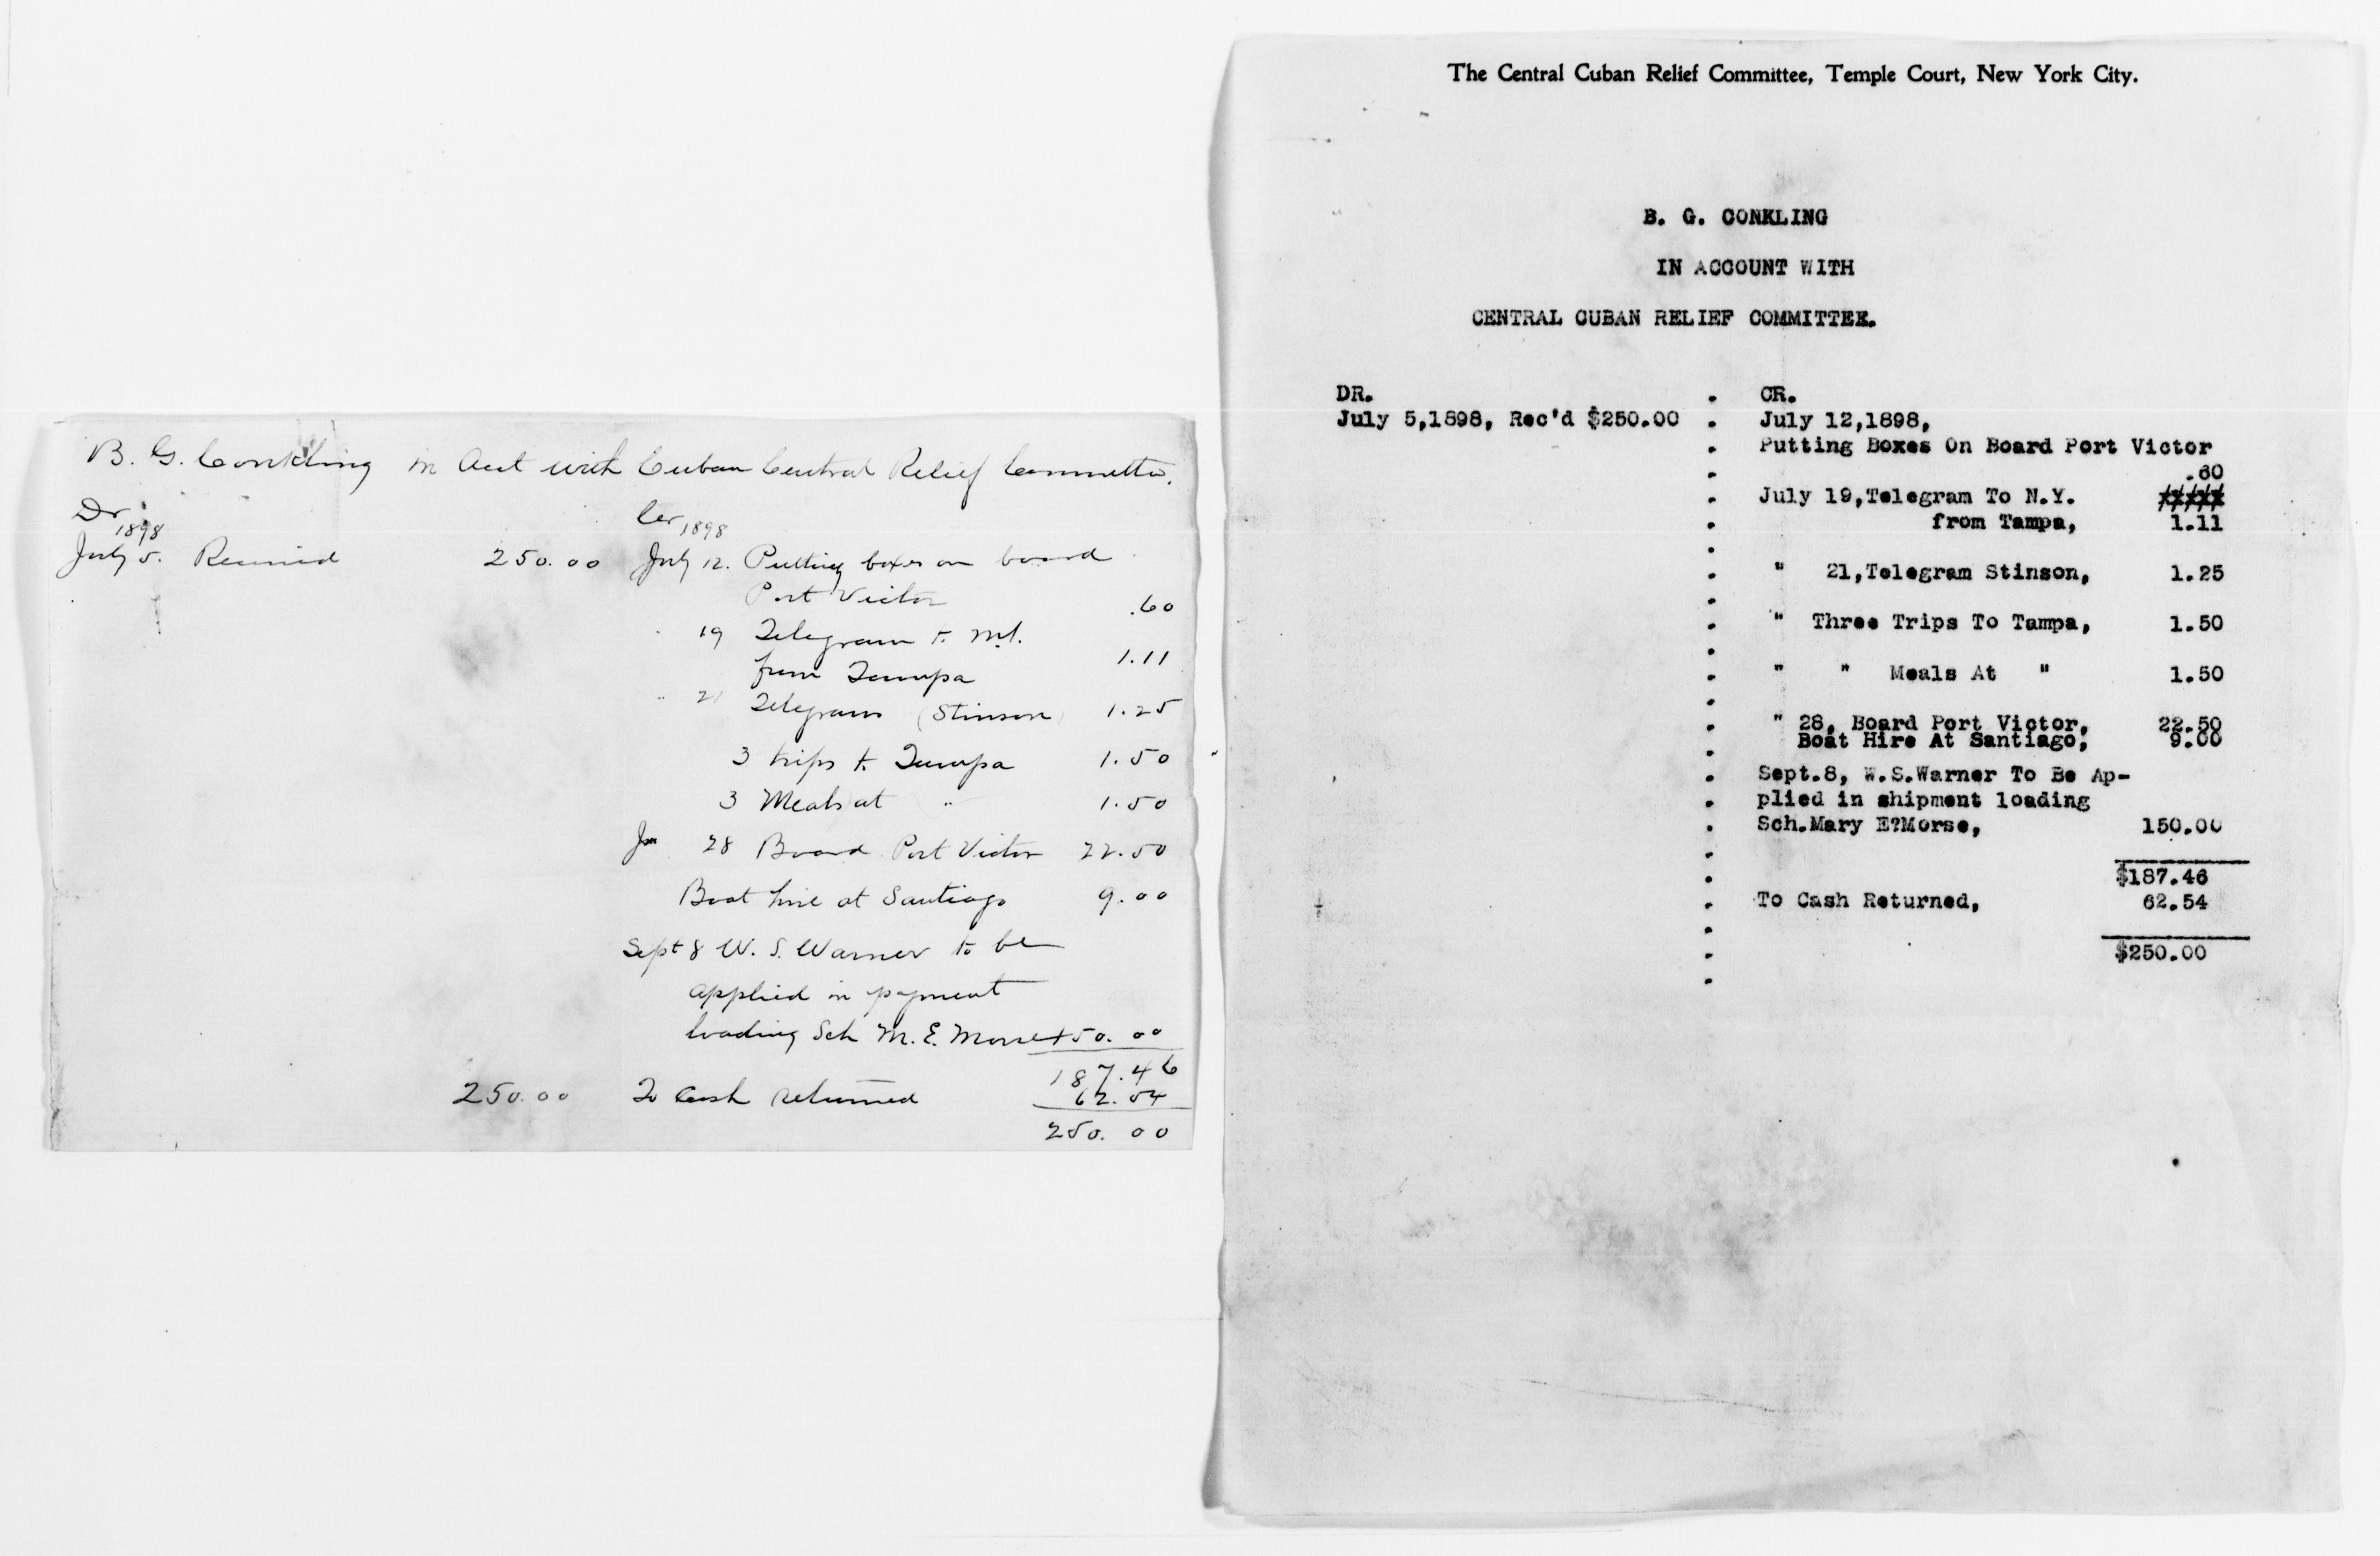 B. G. Conkling in Acct with Cuban Central Relief Committee.
Dr 1898
July 5. Received 250.00
Cr 1898
July 12. Putting boxes on board
Port Victor .60
19 Telegram to
from Tampa 1.11
" 21 Telegram (Stinson) 1.25
3 trips to Tampa 1.50
3 Meals at " 1.50
28 Board Port Victor 22.50
Boat hire at Santiago 9.00
Sept 8 W. S. Warner to be
applied in payment
loading Sch M. E. Morse 150.00
187.46
250.00 To Cash returned 62.54
250.00
The Central Cuban Relief Committee, Temple Court, New York City.
B. G. CONKLING
IN ACCOUNT WITH
CENTRAL CUBAN RELIEF COMMITTEE.
DR.
July 5,1898, Rec'd $250.00
CR.
July 12,1898,
Putting Boxes On Board Port Victor
.60
July 19,Telegram To N.Y.
from Tampa, 1.11
" 21,Telegram Stinson, 1.25
" Three Trips To Tampa, 1.50
" " Meals At " 1.50
" 28, Board Port Victor, 22.50
Boat Hire At Santiago, 9.00
Sept.8, W.S.Warner To Be Ap-
plied in shipment loading
Sch.Mary E?Morse, 150.00
$187.46
To Cash Returned, 62.54
$250.00